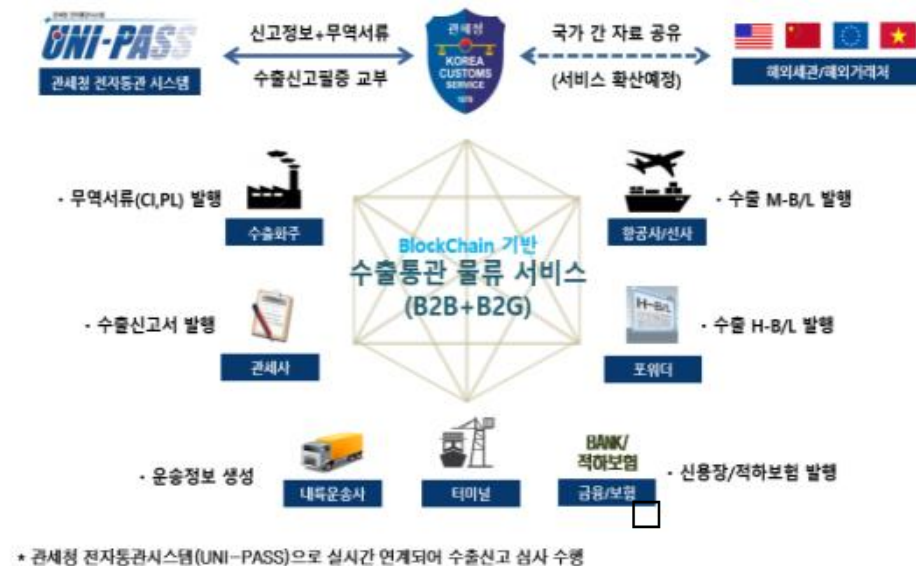 관세청 전자통관시스템
UNI-PASS
관세청 전자통관 시스템
신고정보+무역서류
수출신고필증 교부
관세청
KOREA
CUSTOMS
SERVICE
1970
국가 간 자료 공유
(서비스 확산예정)
해외세관/해외거래처
· 무역서류(CI,PL) 발행
수출화주
항공사/선사
· 수출 M-B/L 발행
BlockChain 기반
수출통관 물류 서비스
(B2B+B2G)
· 수출신고서 발행
관세사
H-B/L
포워더
· 수출 H-B/L 발행
· 운송정보 생성
내륙운송사
터미널
BANK/
적하보험
금융/보험
· 신용장/적하보험 발행
* 관세청 전자통관시스템(UNI-PASS)으로 실시간 연계되어 수출신고 심사 수행